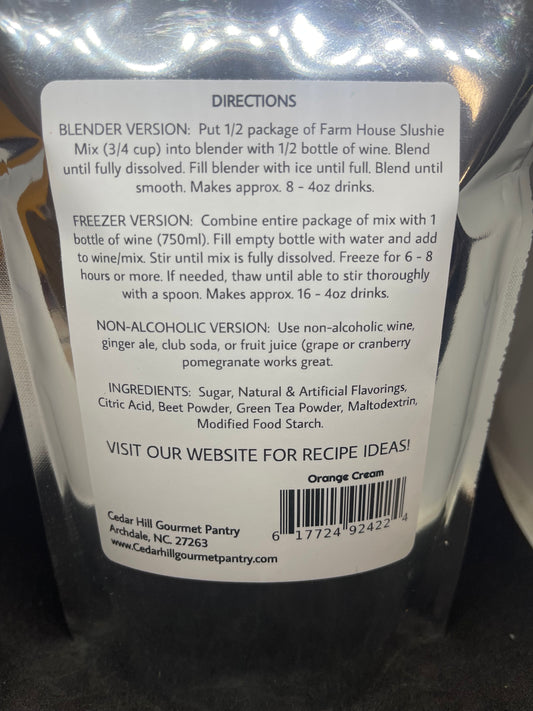 DIRECTIONS
BLENDER VERSION: Put 1/2 package of Farm House Slushie
Mix (3/4 cup) into blender with 1/2 bottle of wine. Blend
until fully dissolved. Fill blender with ice until full. Blend until
smooth. Makes approx. 8 - 4oz drinks.
FREEZER VERSION: Combine entire package of mix with 1
bottle of wine (750ml). Fill empty bottle with water and add
to wine/mix. Stir until mix is fully dissolved. Freeze for 6 - 8
hours or more. If needed, thaw until able to stir thoroughly
with a spoon. Makes approx. 16 - 4oz drinks.
NON-ALCOHOLIC VERSION: Use non-alcoholic wine,
ginger ale, club soda, or fruit juice (grape or cranberry
pomegranate works great.
INGREDIENTS: Sugar, Natural & Artificial Flavorings,
Citric Acid, Beet Powder, Green Tea Powder, Maltodextrin,
Modified Food Starch.
VISIT OUR WEBSITE FOR RECIPE IDEAS!
Orange Cream
6 17724 92422 4
Cedar Hill Gourmet Pantry
Archdale, NC. 27263
www.Cedarhillgourmetpantry.com